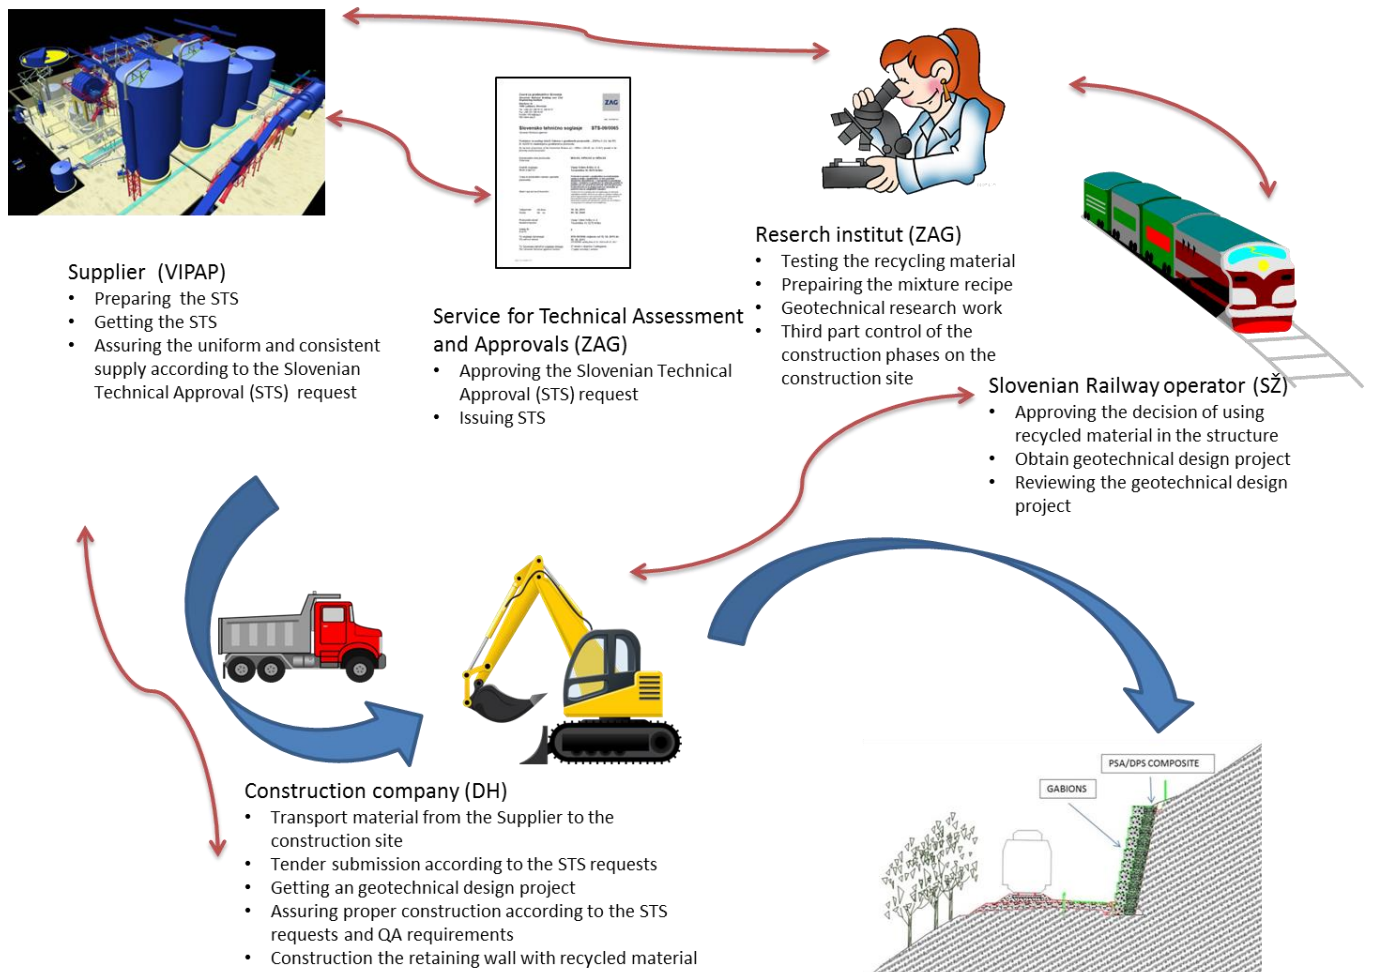 ZAG
Slovensko tehnično soglasje
Supplier (VIPAP)
• Preparing the STS
• Getting the STS
• Assuring the uniform and consistent
supply according to the Slovenian
Technical Approval (STS) request
Service for Technical Assessment
and Approvals (ZAG)
• Approving the Slovenian Technical
Approval (STS) request
• Issuing STS
Reserch institut (ZAG)
• Testing the recycling material
• Prepairing the mixture recipe
• Geotechnical research work
• Third part control of the
construction phases on the
construction site
Slovenian Railway operator (SŽ)
• Approving the decision of using
recycled material in the structure
• Obtain geotechnical design project
• Reviewing the geotechnical design
project
Construction company (DH)
• Transport material from the Supplier to the
construction site
• Tender submission according to the STS requests
• Getting an geotechnical design project
• Assuring proper construction according to the STS
requests and QA requirements
• Construction the retaining wall with recycled material
PSA/DPS COMPOSITE
GABIONS